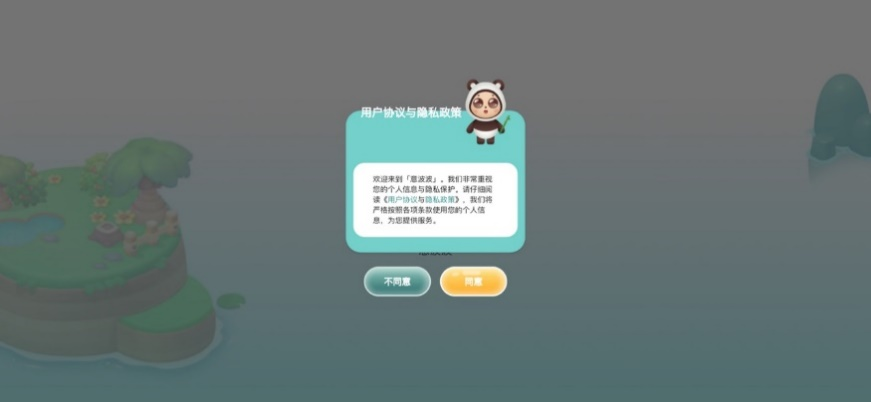 用户协议与隐私政策
欢迎来到「意波波」。我们非常重视
您的个人信息与隐私保护，请仔细阅
读《用户协议与隐私政策》，我们将
严格按照各项条款使用您的个人信
息、为您提供服务。
不同意
同意